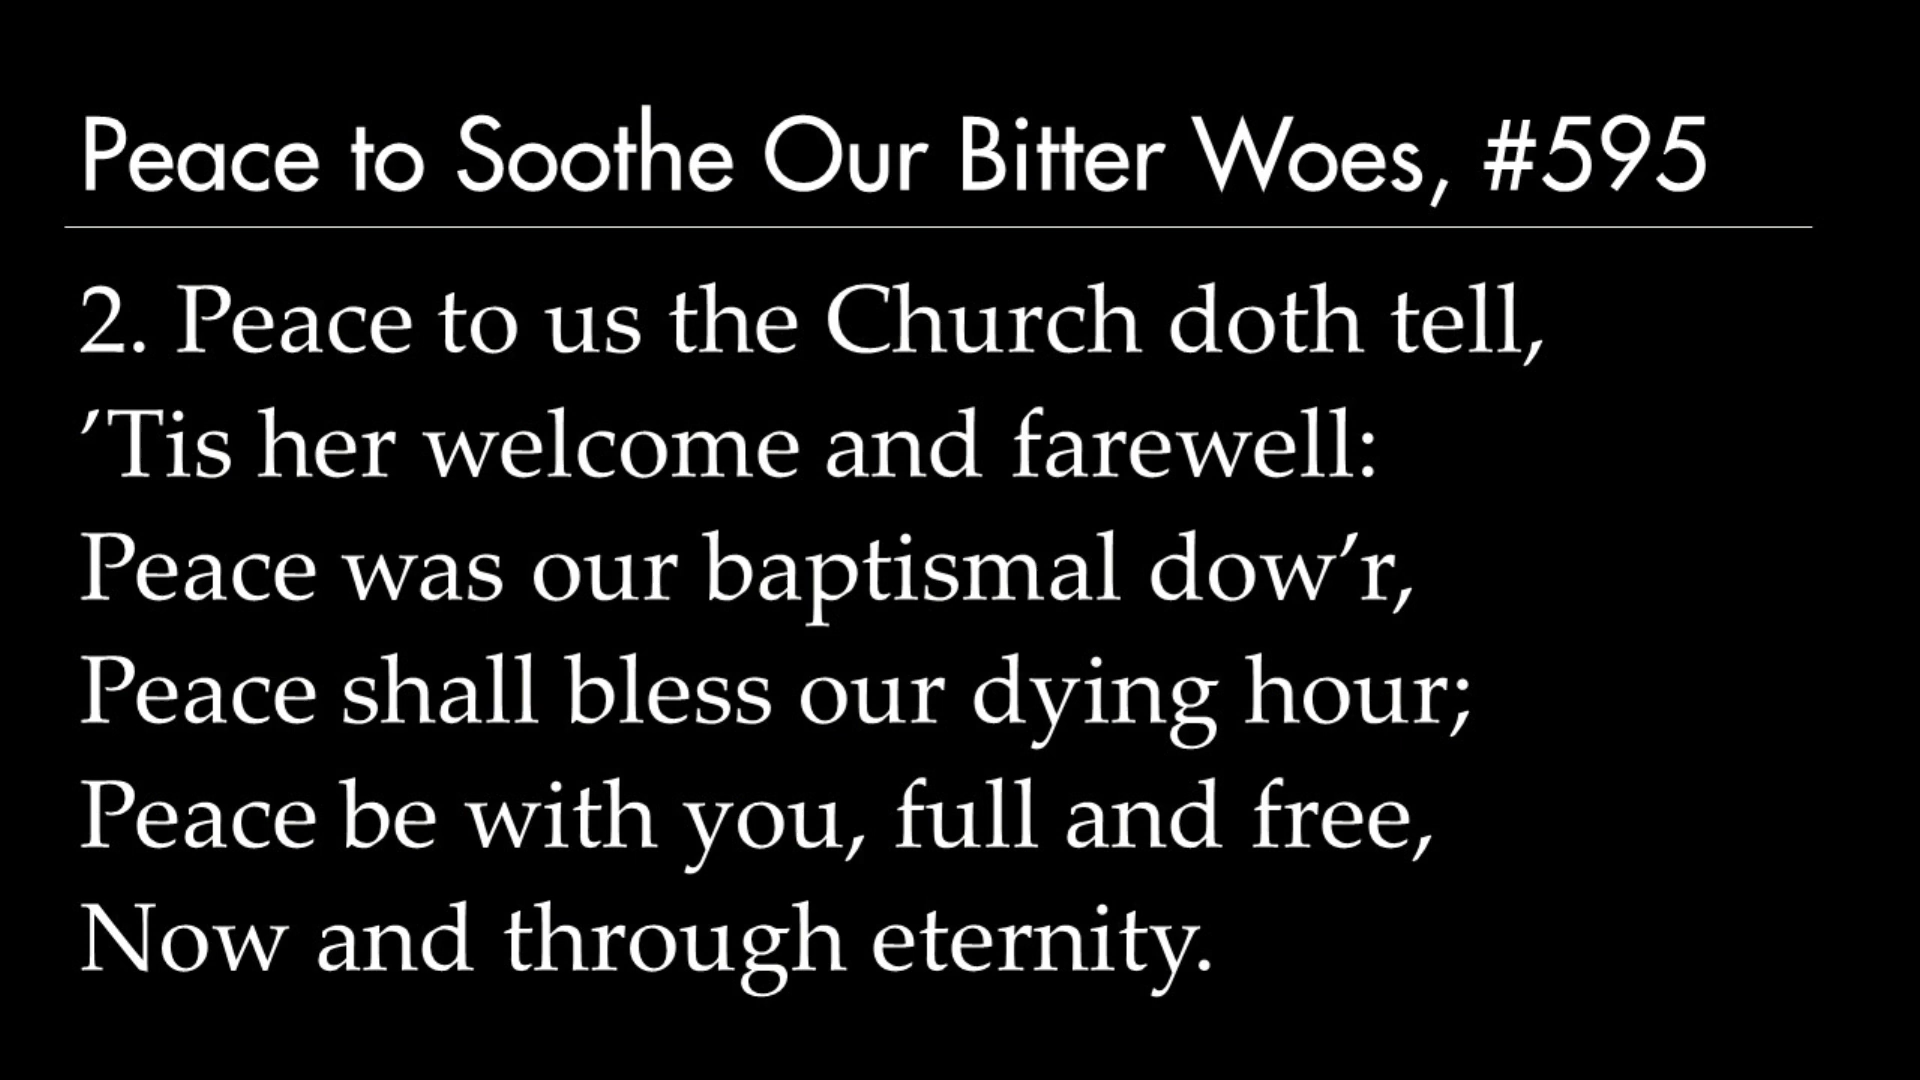 Peace to Soothe Our Bitter Woes, #595
2. Peace to us the Church doth tell,
’Tis her welcome and farewell:
Peace was our baptismal dow’r,
Peace shall bless our dying hour;
Peace be with you, full and free,
Now and through eternity.